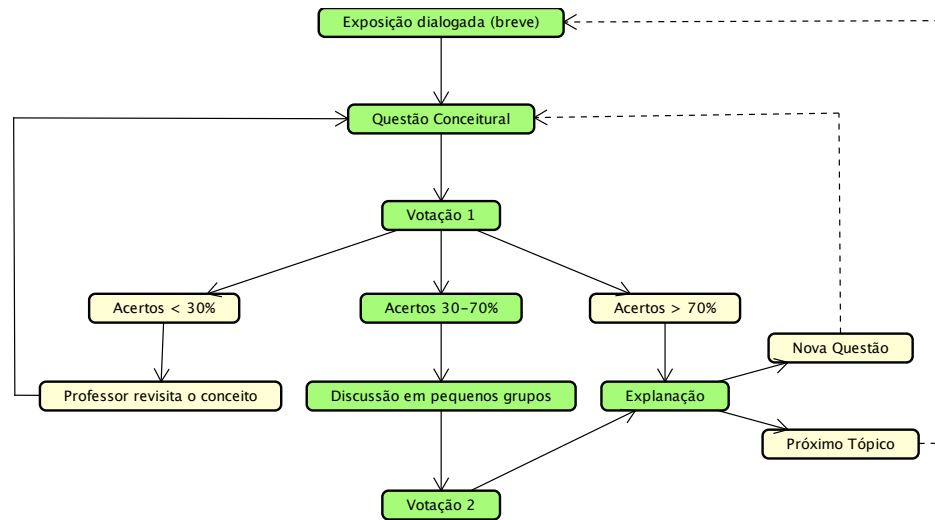 Exposição dialogada (breve)
Questão Conceitural
Votação 1
Acertos < 30%
Acertos 30-70%
Acertos > 70%
Nova Questão
Professor revisita o conceito
Discussão em pequenos grupos
Explanação
Próximo Tópico
Votação 2